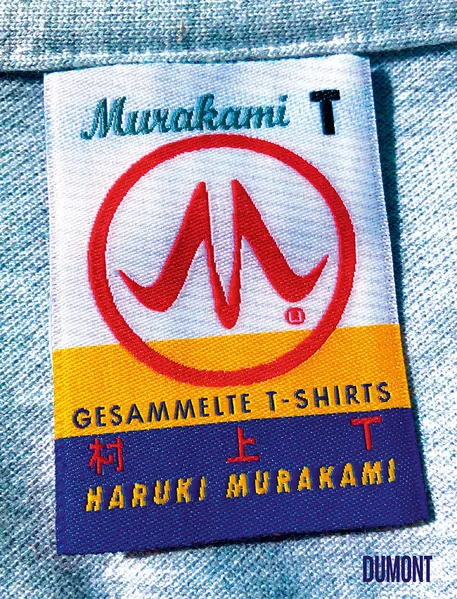 Murakami T
M
®
GESAMMELTE T-SHIRTS
村上T
HARUKI MURAKAMI
DUMONT